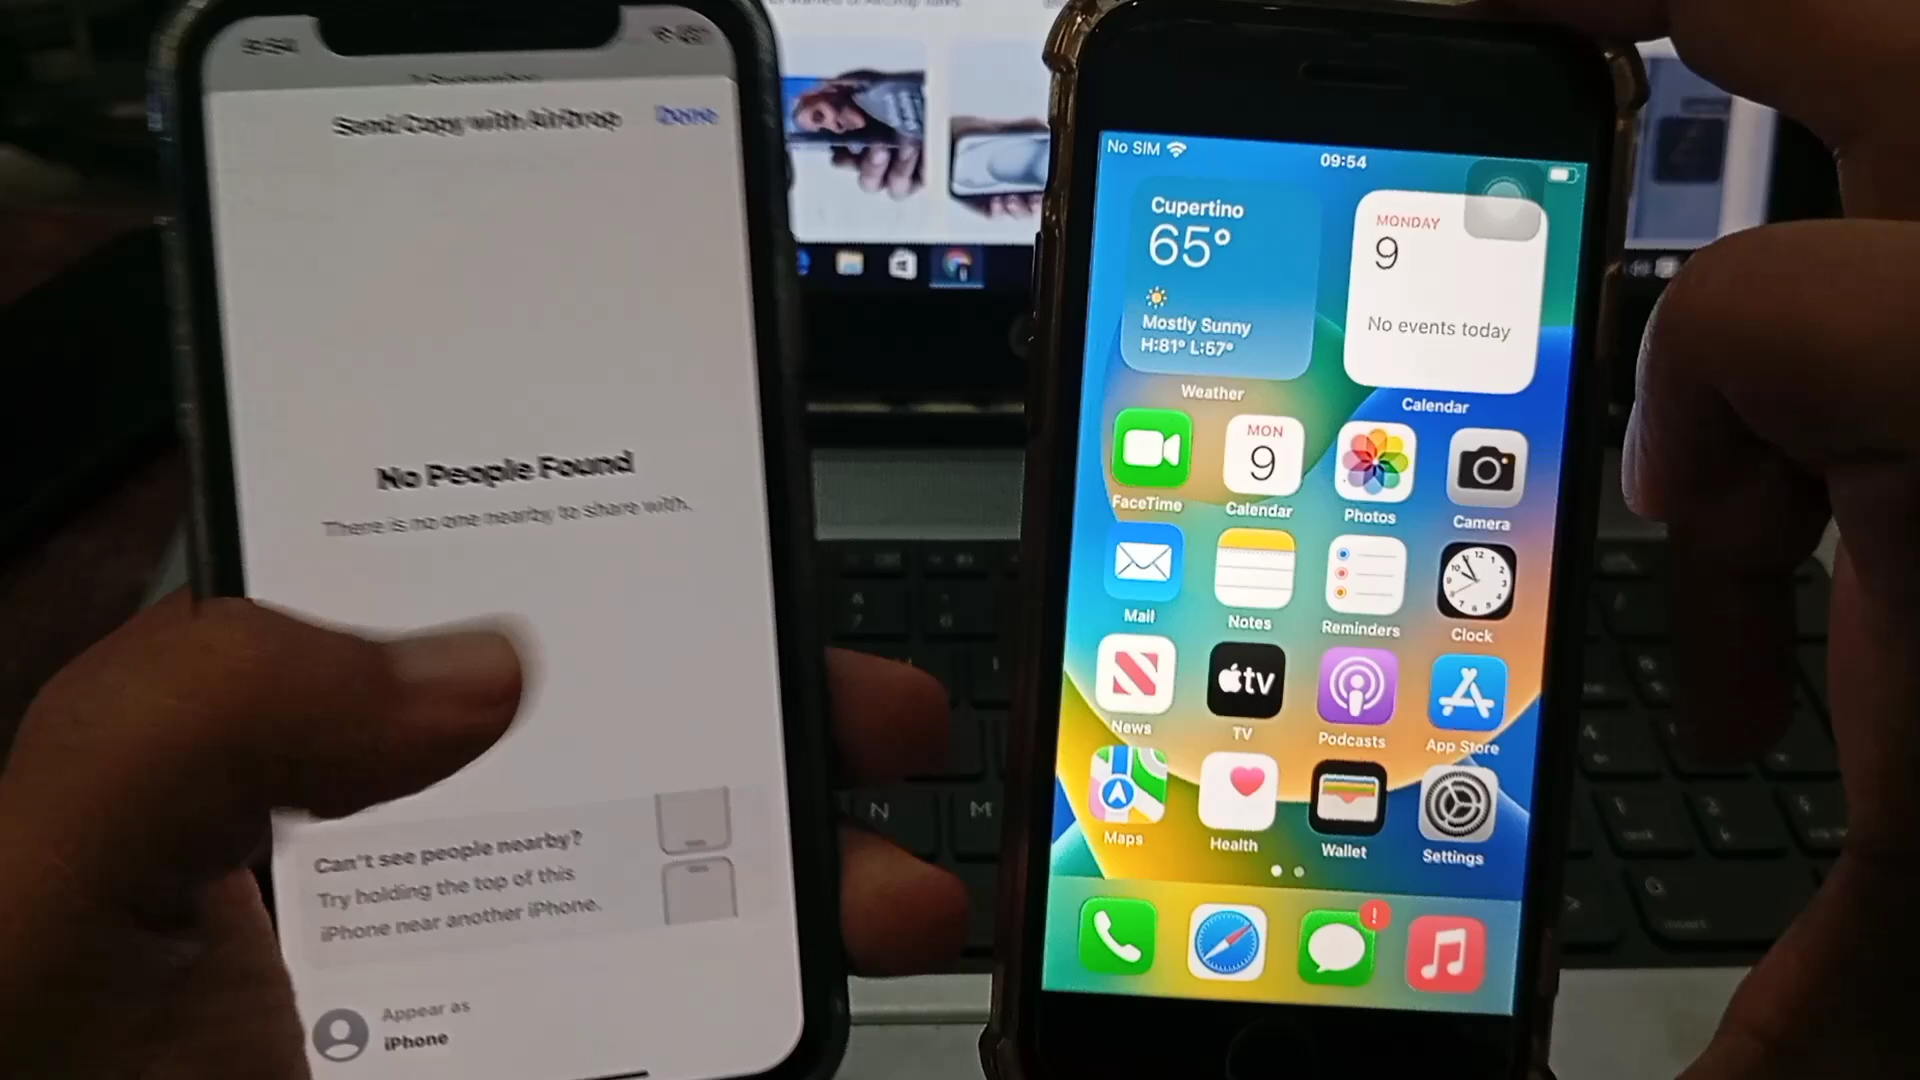 Send Copy with AirDrop
Done
No People Found
There is no one nearby to share with.
Can't see people nearby?
Try holding the top of this
iPhone near another iPhone.
Appear as
iPhone
No SIM
09:54
Cupertino
65°
Mostly Sunny
H:81° L:57°
Weather
MONDAY
9
No events today
Calendar
FaceTime
MON
9
Calendar
Photos
Camera
Mail
Notes
Reminders
Clock
News
tv
TV
Podcasts
App Store
Maps
Health
Wallet
Settings
!
N
M